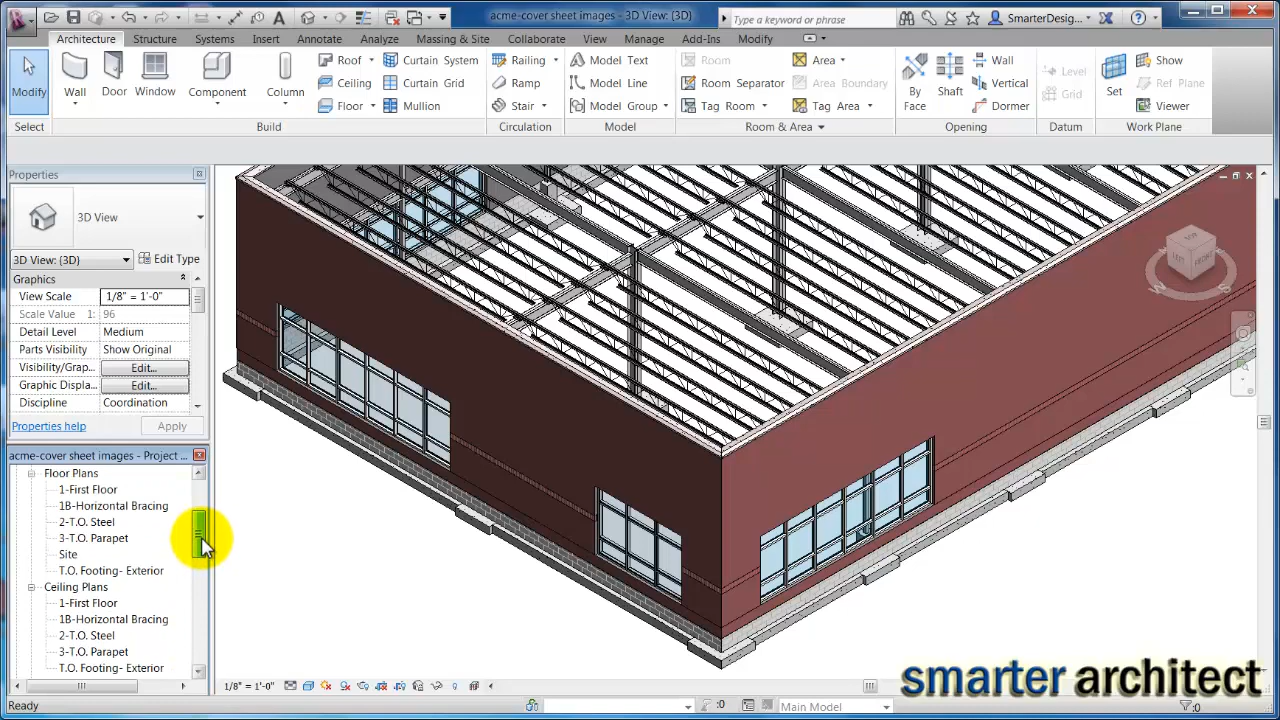 acme-cover sheet images - 3D View: {3D}
Type a keyword or phrase
SmarterDesig...
Architecture Structure Systems Insert Annotate Analyze Massing & Site Collaborate View Manage Add-Ins Modify
Modify Wall Door Window Component Column
Roof Curtain System Railing Model Text Room Area Wall Level Show
Ceiling Curtain Grid Ramp Model Line Room Separator Area Boundary Vertical Grid Ref Plane
Floor Mullion Stair Model Group Tag Room Tag Area Dormer Viewer
By Face Shaft Set
Select Build Circulation Model Room & Area Opening Datum Work Plane
Properties
3D View
3D View: {3D} Edit Type
Graphics
View Scale 1/8" = 1'-0"
Scale Value 1: 96
Detail Level Medium
Parts Visibility Show Original
Visibility/Grap... Edit...
Graphic Displa... Edit...
Discipline Coordination
Properties help Apply
acme-cover sheet images - Project ...
Floor Plans
1-First Floor
1B-Horizontal Bracing
2-T.O. Steel
3-T.O. Parapet
Site
T.O. Footing- Exterior
Ceiling Plans
1-First Floor
1B-Horizontal Bracing
2-T.O. Steel
3-T.O. Parapet
T.O. Footing- Exterior
LEFT FRONT
W S
1/8" = 1'-0"
smarter architect
Ready :0 Main Model :0